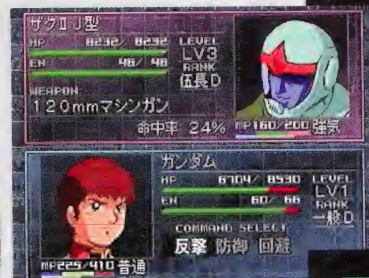 ザクⅡJ型
HP 8232/ 8232 LEVEL
LV3
EN 48/ 48 RANK
伍長D
WEAPON
120mmマシンガン
命中率 24% MP160/200 強気
ガンダム
HP 6704/ 8530 LEVEL
LV1
EN 60/ 66 RANK
一般D
COMMAND SELECT
反撃 防御 回避
MP225/410 普通